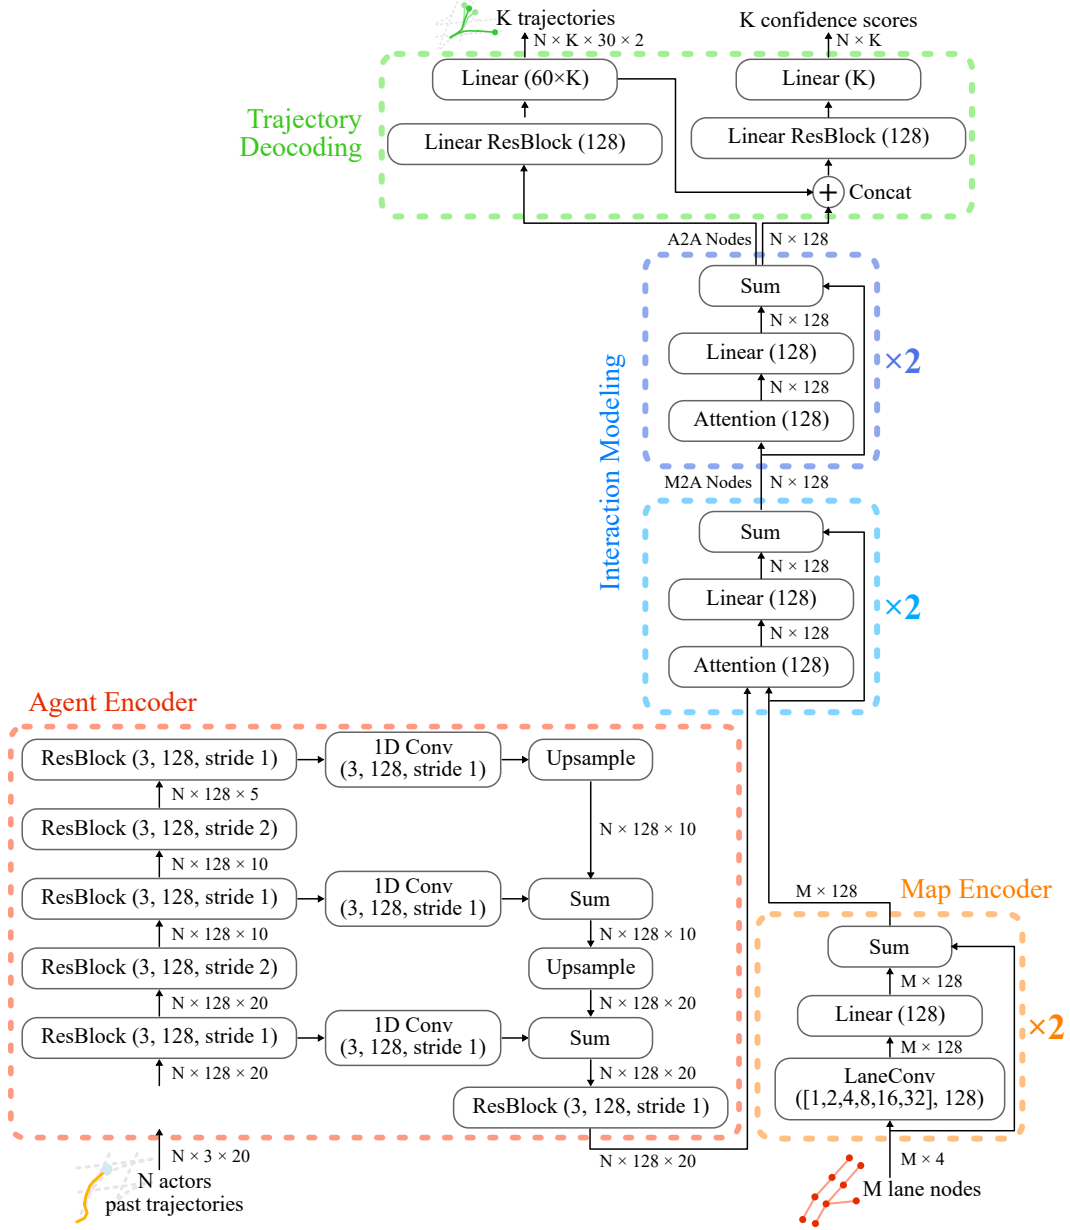 K trajectories
K confidence scores
N × K × 30 × 2
N × K
Linear (60×K)
Linear (K)
Trajectory
Deocoding
Linear ResBlock (128)
Linear ResBlock (128)
+ Concat
A2A Nodes
N × 128
Sum
N × 128
Linear (128)
×2
N × 128
Attention (128)
Interaction Modeling
M2A Nodes
N × 128
Sum
N × 128
Linear (128)
×2
N × 128
Attention (128)
Agent Encoder
ResBlock (3, 128, stride 1)
1D Conv
(3, 128, stride 1)
Upsample
N × 128 × 5
ResBlock (3, 128, stride 2)
N × 128 × 10
N × 128 × 10
ResBlock (3, 128, stride 1)
1D Conv
(3, 128, stride 1)
Sum
N × 128 × 10
N × 128 × 10
ResBlock (3, 128, stride 2)
Upsample
N × 128 × 20
N × 128 × 20
ResBlock (3, 128, stride 1)
1D Conv
(3, 128, stride 1)
Sum
N × 128 × 20
N × 128 × 20
ResBlock (3, 128, stride 1)
N × 3 × 20
N × 128 × 20
N actors
past trajectories
M × 128
Map Encoder
Sum
M × 128
Linear (128)
×2
M × 128
LaneConv
([1,2,4,8,16,32], 128)
M × 4
M lane nodes